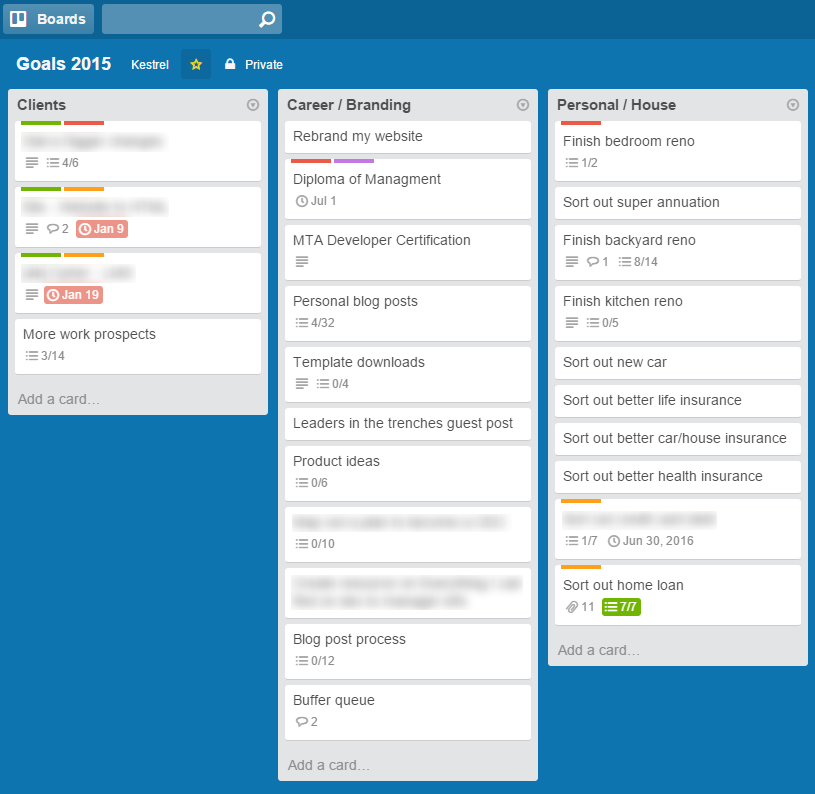 Boards
Goals 2015 Kestrel Private
Clients
4/6
2 Jan 9
Jan 19
More work prospects
3/14
Add a card…
Career / Branding
Rebrand my website
Diploma of Managment
Jul 1
MTA Developer Certification
Personal blog posts
4/32
Template downloads
0/4
Leaders in the trenches guest post
Product ideas
0/6
0/10
Blog post process
0/12
Buffer queue
2
Add a card…
Personal / House
Finish bedroom reno
1/2
Sort out super annuation
Finish backyard reno
1 8/14
Finish kitchen reno
0/5
Sort out new car
Sort out better life insurance
Sort out better car/house insurance
Sort out better health insurance
1/7 Jun 30, 2016
Sort out home loan
11 7/7
Add a card…